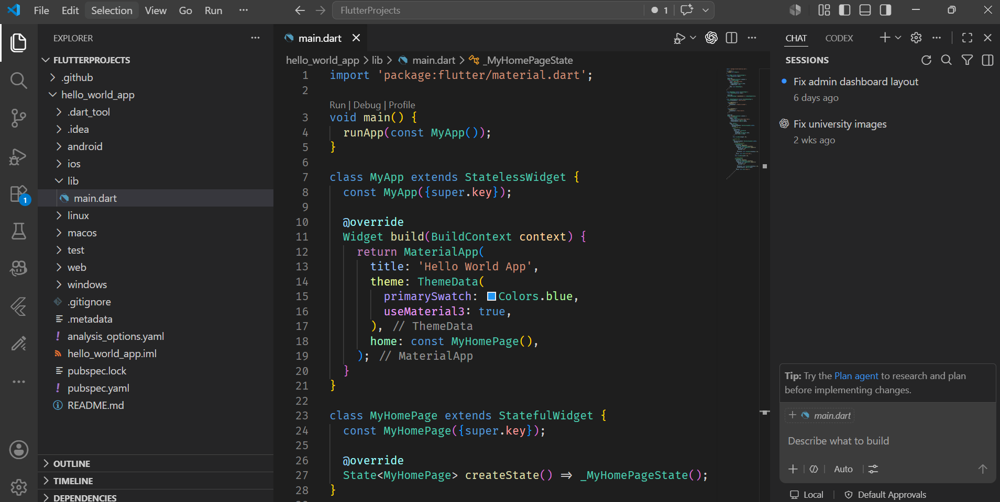 File Edit Selection View Go Run ···
FlutterProjects
1
EXPLORER
FLUTTERPROJECTS
.github
hello_world_app
.dart_tool
.idea
android
ios
lib
main.dart
linux
macos
test
web
windows
.gitignore
.metadata
! analysis_options.yaml
hello_world_app.iml
pubspec.lock
! pubspec.yaml
README.md
OUTLINE
TIMELINE
DEPENDENCIES
1
main.dart
hello_world_app > lib > main.dart > _MyHomePageState
1 import 'package:flutter/material.dart';
2
Run | Debug | Profile
3 void main() {
4 runApp(const MyApp());
5 }
6
7 class MyApp extends StatelessWidget {
8 const MyApp({super.key});
9
10 @override
11 Widget build(BuildContext context) {
12 return MaterialApp(
13 title: 'Hello World App',
14 theme: ThemeData(
15 primarySwatch: Colors.blue,
16 useMaterial3: true,
17 ), // ThemeData
18 home: const MyHomePage(),
19 ); // MaterialApp
20 }
21 }
22
23 class MyHomePage extends StatefulWidget {
24 const MyHomePage({super.key});
25
26 @override
27 State<MyHomePage> createState() => _MyHomePageState();
28 }
CHAT CODEX
SESSIONS
Fix admin dashboard layout
6 days ago
Fix university images
2 wks ago
Tip: Try the Plan agent to research and plan
before implementing changes.
main.dart
Describe what to build
Auto
Local
Default Approvals